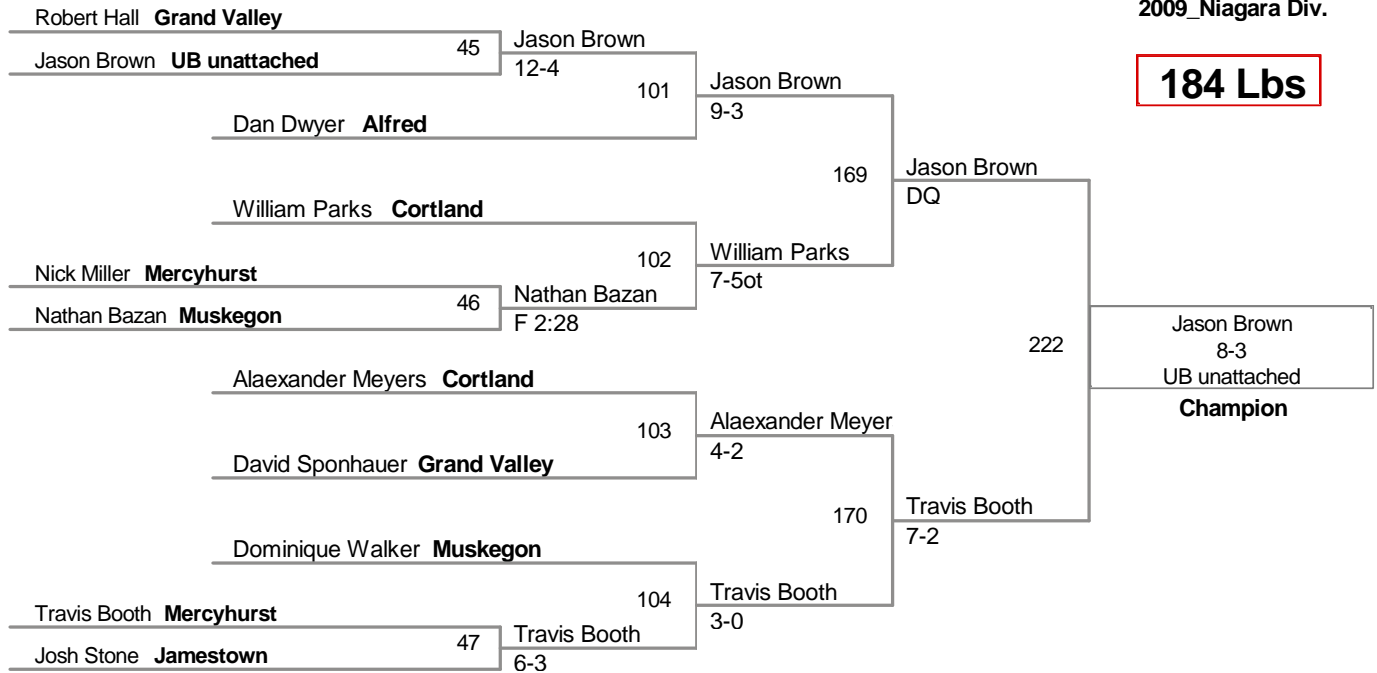 2009_Niagara Div.
184 Lbs
Robert Hall Grand Valley
45
Jason Brown UB unattached
Jason Brown
12-4
101
Dan Dwyer Alfred
Jason Brown
9-3
169
William Parks Cortland
Jason Brown
DQ
102
William Parks
7-5ot
Nick Miller Mercyhurst
46
Nathan Bazan Muskegon
Nathan Bazan
F 2:28
222
Jason Brown
8-3
UB unattached
Champion
Alaexander Meyers Cortland
103
Alaexander Meyer
4-2
David Sponhauer Grand Valley
170
Travis Booth
7-2
Dominique Walker Muskegon
104
Travis Booth
3-0
Travis Booth Mercyhurst
47
Josh Stone Jamestown
Travis Booth
6-3